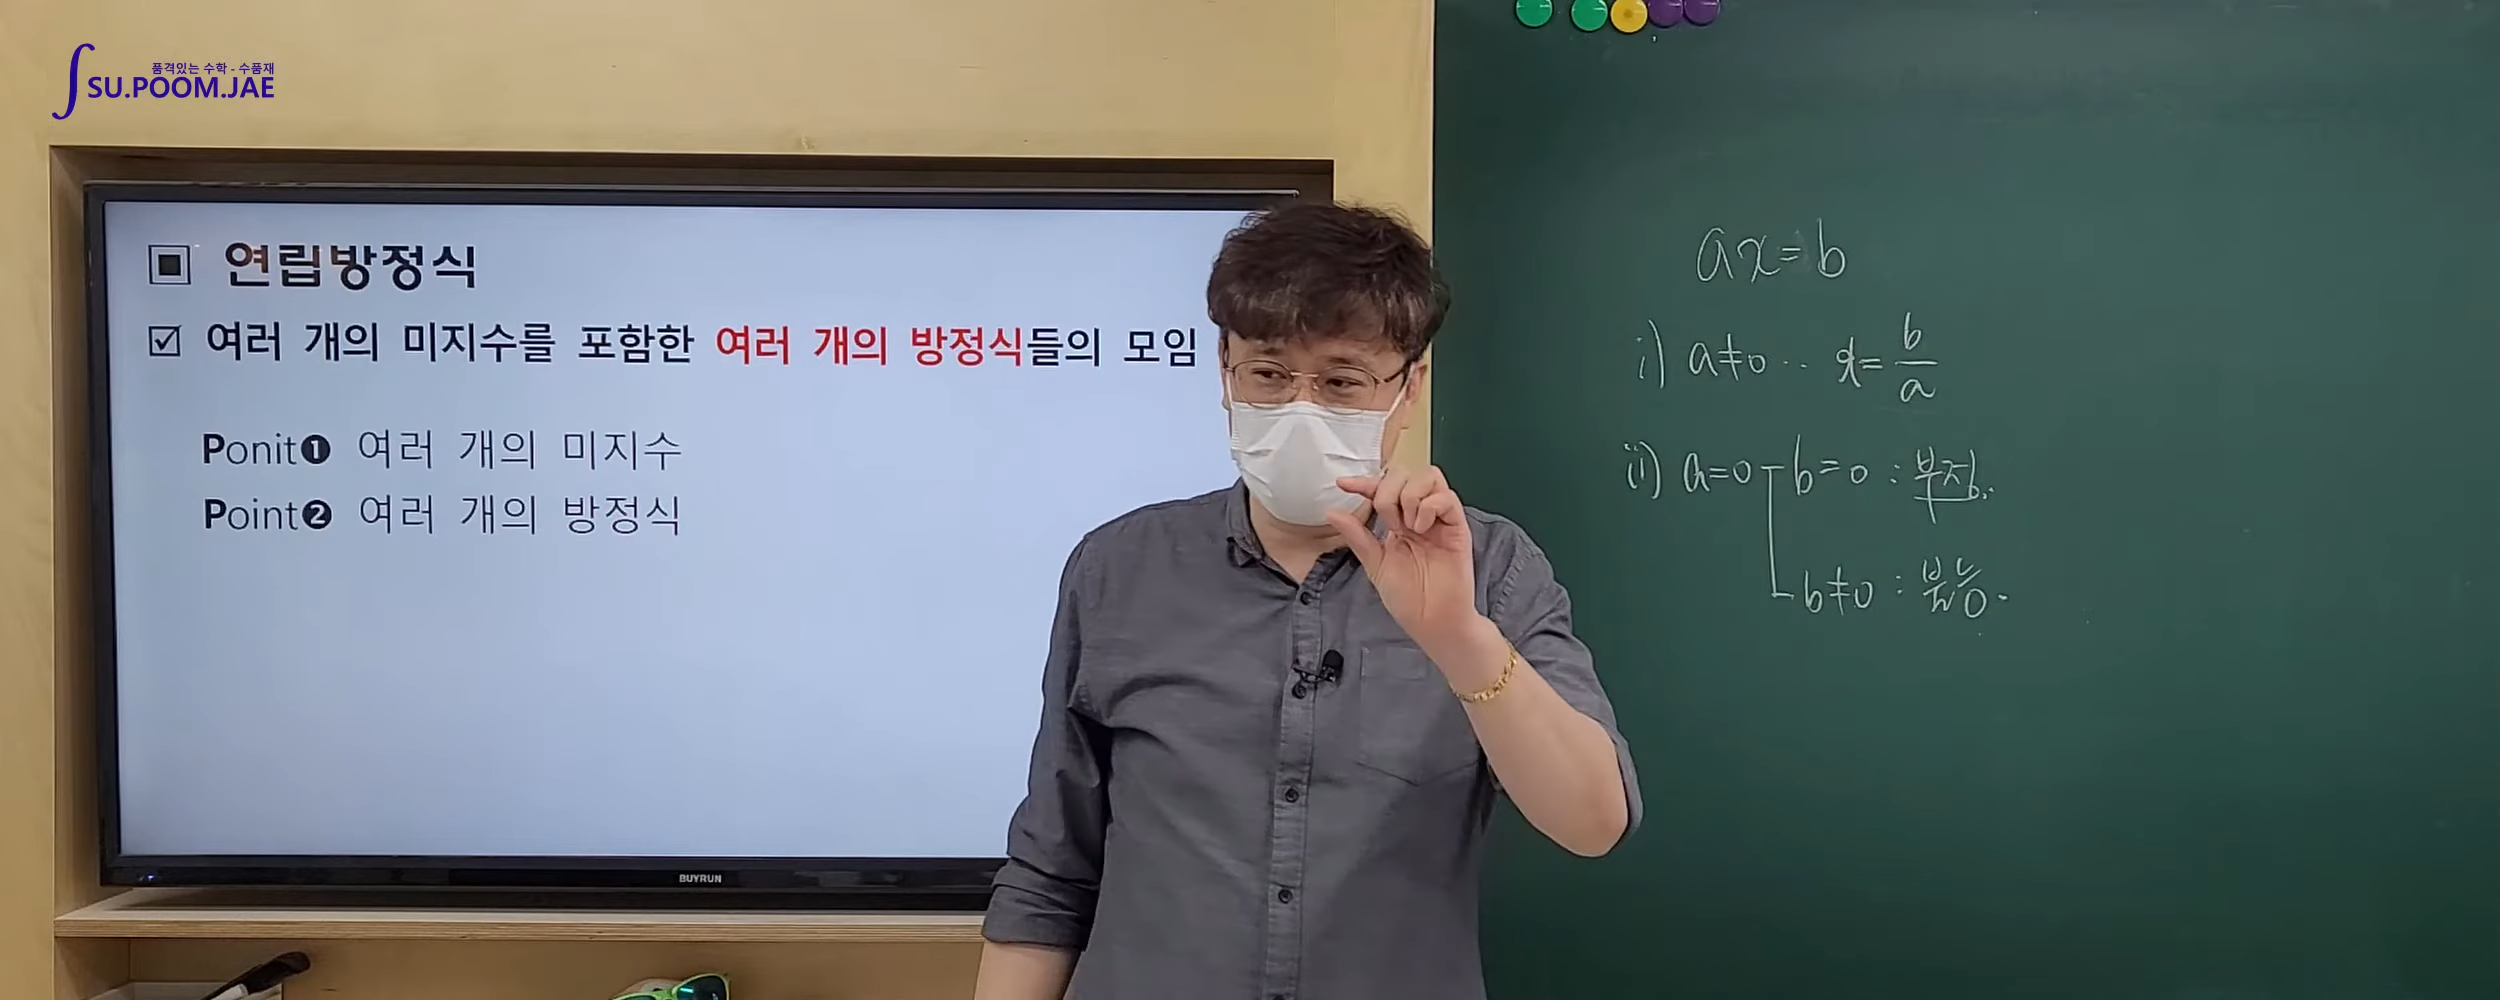 품격있는 수학 - 수품재
SU.POOM.JAE
▣ 연립방정식
☑ 여러 개의 미지수를 포함한 여러 개의 방정식들의 모임
Ponit❶ 여러 개의 미지수
Point❷ 여러 개의 방정식
BUYRUN
ax=b
i) a≠0 ‥ x= b/a
ii) a=0 b=0 : 부정.
b≠0 : 불능.